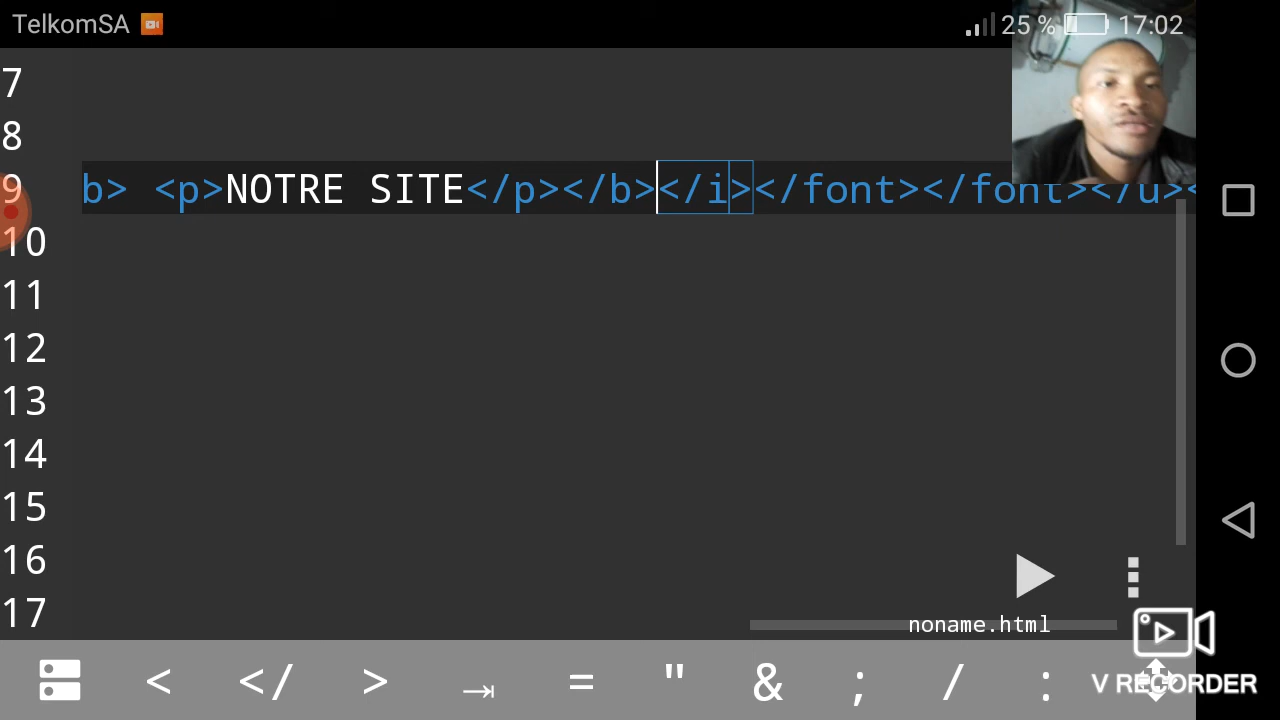 TelkomSA 25 % 17:02
7
8
9 b> <p>NOTRE SITE</p></b></i></font></font></u><
10
11
12
13
14
15
16
17
noname.html
< </ > ⇥ = " & ; / :
V RECORDER